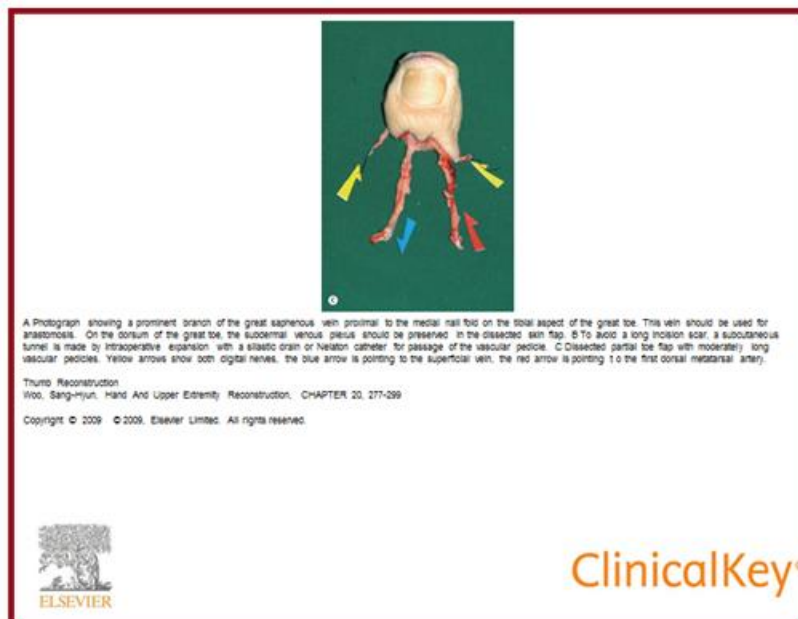 C
A Photograph showing a prominent branch of the great saphenous vein proximal to the medial nail fold on the tibial aspect of the great toe. This vein should be used for
anastomosis. On the dorsum of the great toe, the subdermal venous plexus should be preserved in the dissected skin flap. B To avoid a long incision scar, a subcutaneous
tunnel is made by intraoperative expansion with a silastic drain or Nelaton catheter for passage of the vascular pedicle. C Dissected partial toe flap with moderately long
vascular pedicles. Yellow arrows show both digital nerves, the blue arrow is pointing to the superficial vein, the red arrow is pointing t o the first dorsal metatarsal artery.
Thumb Reconstruction
Woo, Sang-Hyun, Hand And Upper Extremity Reconstruction, CHAPTER 20, 277-299
Copyright © 2009 © 2009, Elsevier Limited. All rights reserved.
ELSEVIER
ClinicalKey